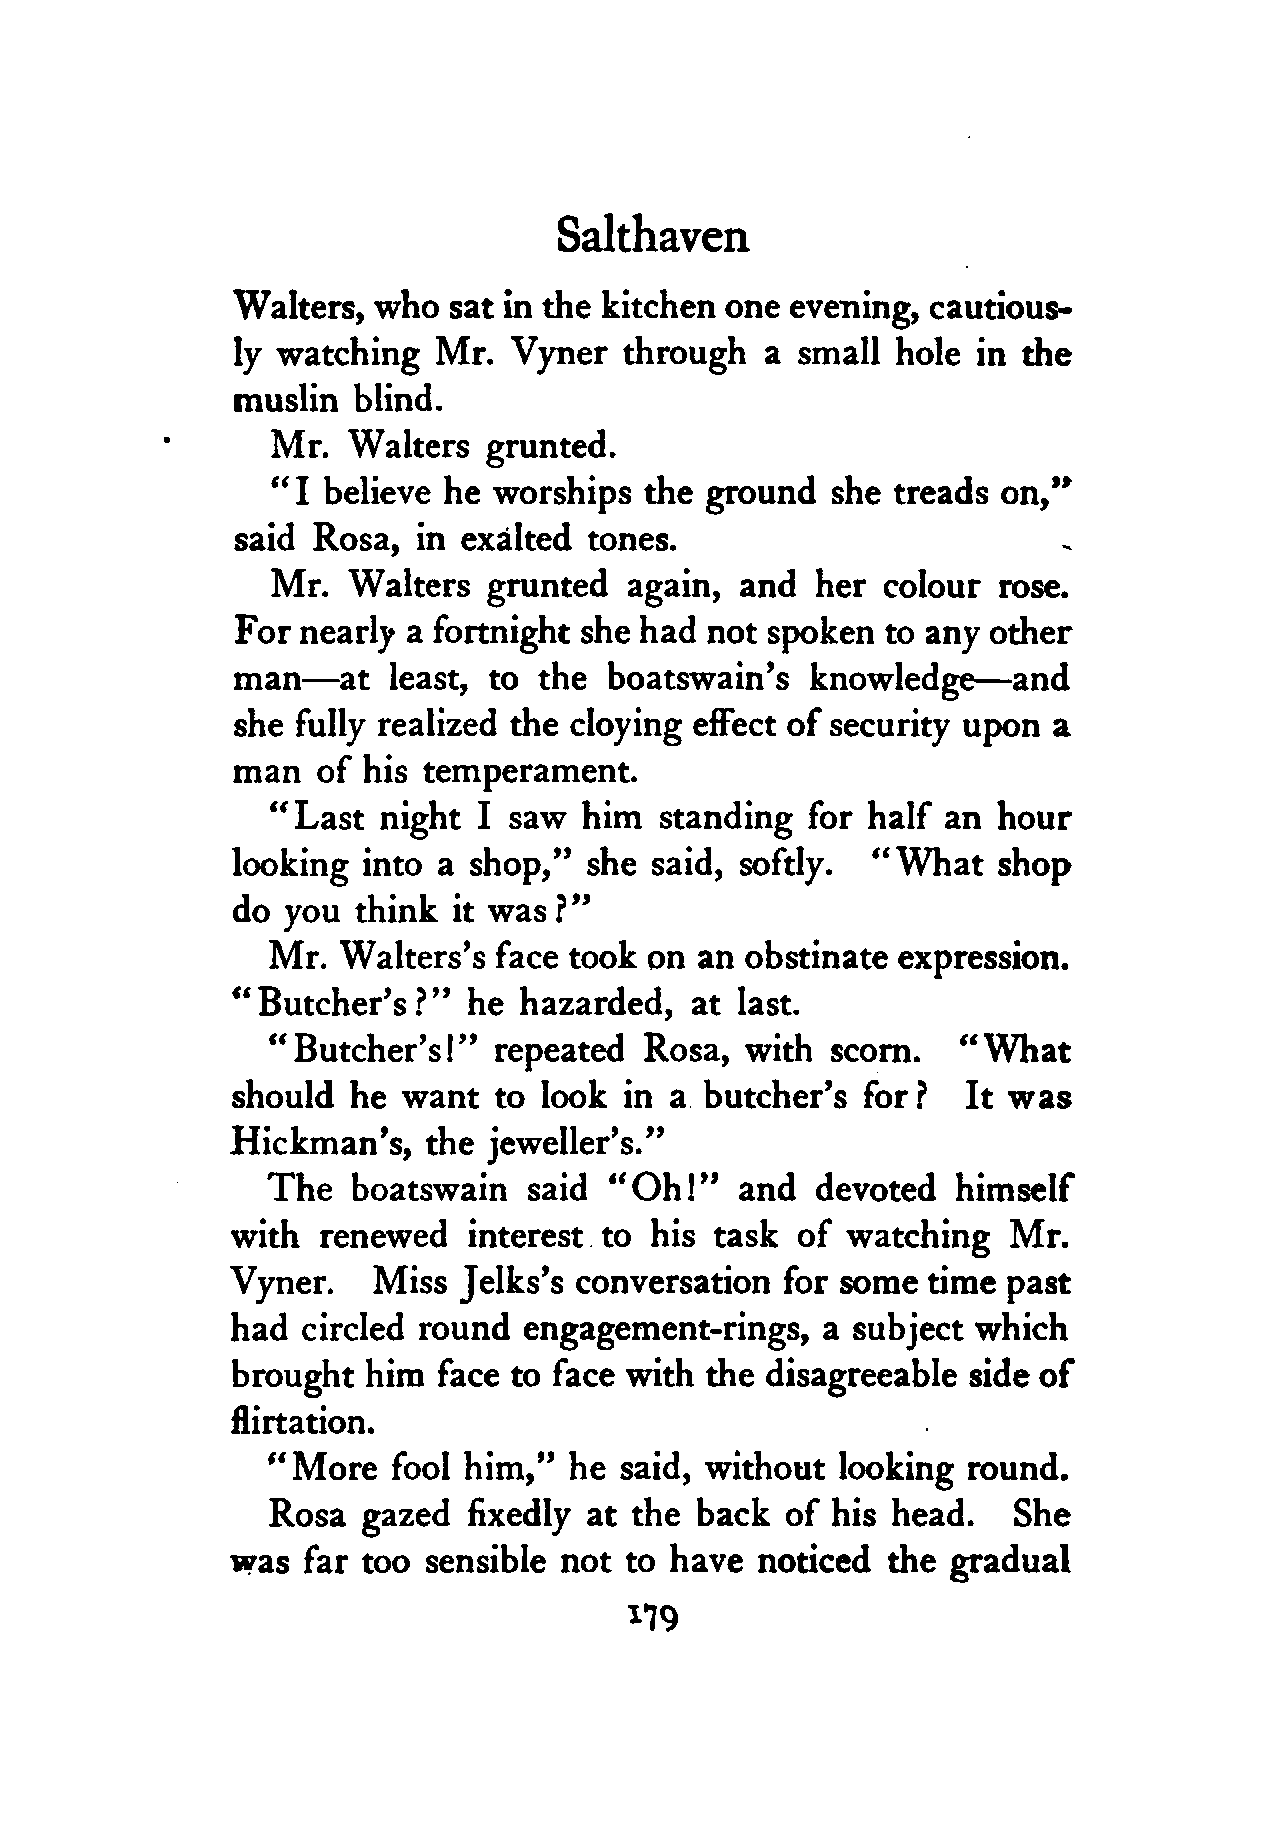 Salthaven
Walters, who sat in the kitchen one evening, cautious-
ly watching Mr. Vyner through a small hole in the
muslin blind.
Mr. Walters grunted.
"I believe he worships the ground she treads on,"
said Rosa, in exalted tones.
Mr. Walters grunted again, and her colour rose.
For nearly a fortnight she had not spoken to any other
man—at least, to the boatswain's knowledge—and
she fully realized the cloying effect of security upon a
man of his temperament.
"Last night I saw him standing for half an hour
looking into a shop," she said, softly. "What shop
do you think it was?"
Mr. Walters's face took on an obstinate expression.
"Butcher's?" he hazarded, at last.
"Butcher's!" repeated Rosa, with scorn. "What
should he want to look in a butcher's for? It was
Hickman's, the jeweller's."
The boatswain said "Oh!" and devoted himself
with renewed interest to his task of watching Mr.
Vyner. Miss Jelks's conversation for some time past
had circled round engagement-rings, a subject which
brought him face to face with the disagreeable side of
flirtation.
"More fool him," he said, without looking round.
Rosa gazed fixedly at the back of his head. She
was far too sensible not to have noticed the gradual
179